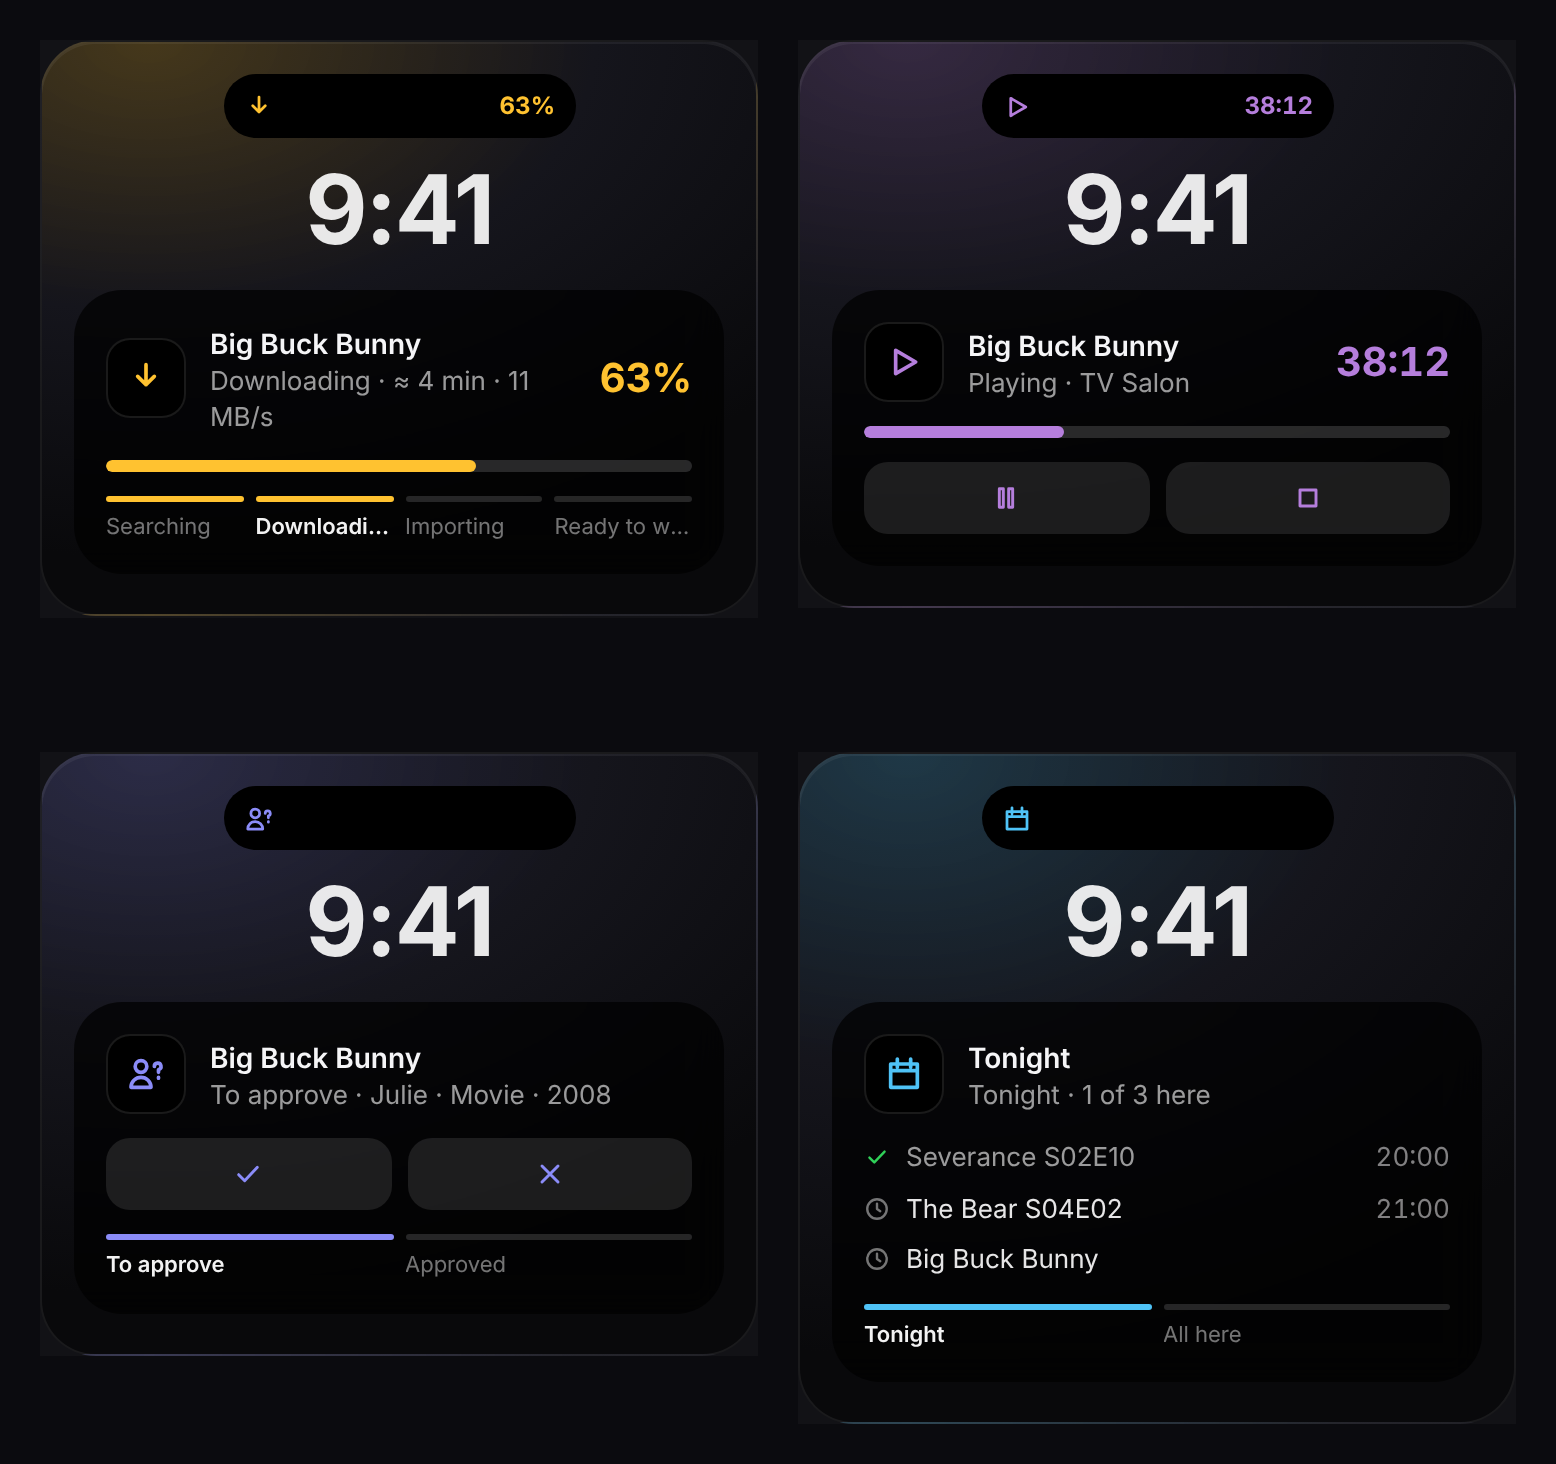 63%
9:41
Big Buck Bunny
Downloading · ≈ 4 min · 11
MB/s
63%
Searching
Downloadi...
Importing
Ready to w...
38:12
9:41
Big Buck Bunny
Playing · TV Salon
38:12
9:41
Big Buck Bunny
To approve · Julie · Movie · 2008
To approve
Approved
9:41
Tonight
Tonight · 1 of 3 here
Severance S02E10 20:00
The Bear S04E02 21:00
Big Buck Bunny
Tonight
All here